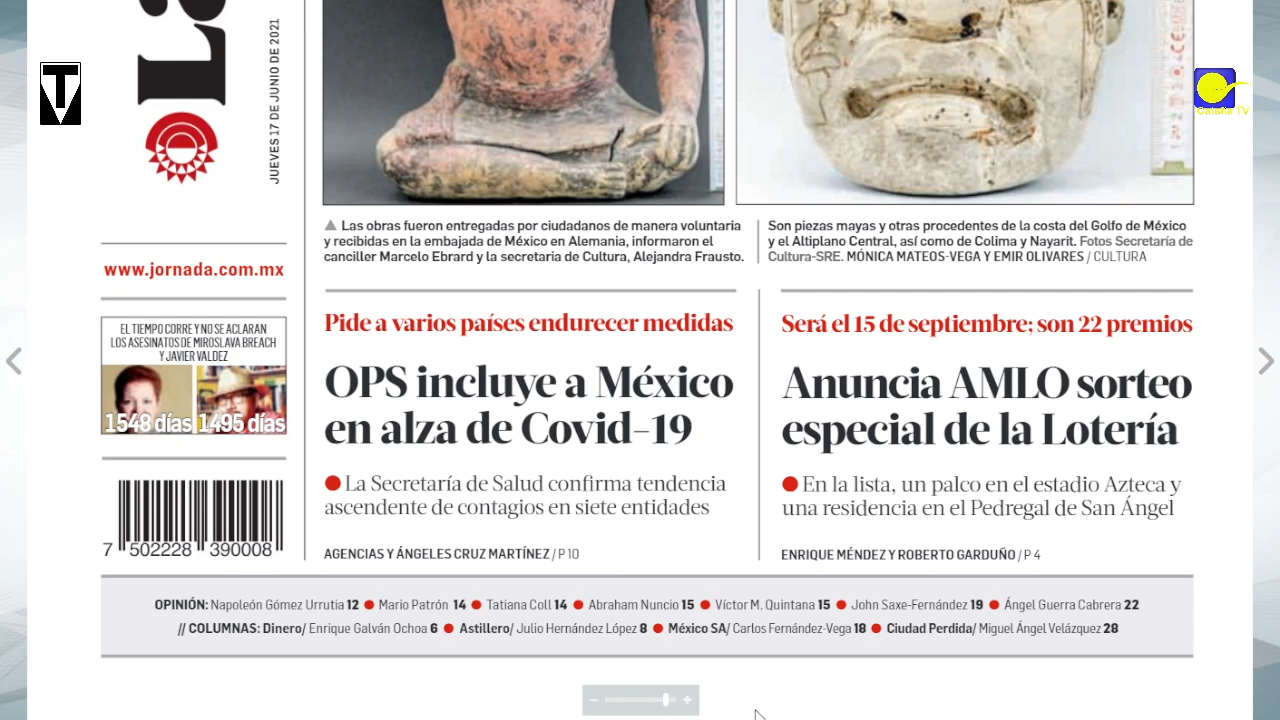 La
JUEVES 17 DE JUNIO DE 2021
TV
www.jornada.com.mx
EL TIEMPO CORRE Y NO SE ACLARAN
LOS ASESINATOS DE MIROSLAVA BREACH
Y JAVIER VALDEZ
1548 días 1495 días
7 502228 390008
Las obras fueron entregadas por ciudadanos de manera voluntaria
y recibidas en la embajada de México en Alemania, informaron el
canciller Marcelo Ebrard y la secretaria de Cultura, Alejandra Frausto.
Son piezas mayas y otras procedentes de la costa del Golfo de México
y el Altiplano Central, así como de Colima y Nayarit. Fotos Secretaría de
Cultura-SRE. MÓNICA MATEOS-VEGA Y EMIR OLIVARES / CULTURA
Pide a varios países endurecer medidas
OPS incluye a México
en alza de Covid-19
● La Secretaría de Salud confirma tendencia
ascendente de contagios en siete entidades
AGENCIAS Y ÁNGELES CRUZ MARTÍNEZ / P 10
Será el 15 de septiembre; son 22 premios
Anuncia AMLO sorteo
especial de la Lotería
● En la lista, un palco en el estadio Azteca y
una residencia en el Pedregal de San Ángel
ENRIQUE MÉNDEZ Y ROBERTO GARDUÑO / P 4
OPINIÓN: Napoleón Gómez Urrutia 12 ● Mario Patrón 14 ● Tatiana Coll 14 ● Abraham Nuncio 15 ● Víctor M. Quintana 15 ● John Saxe-Fernández 19 ● Ángel Guerra Cabrera 22
// COLUMNAS: Dinero/ Enrique Galván Ochoa 6 ● Astillero/ Julio Hernández López 8 ● México SA/ Carlos Fernández-Vega 18 ● Ciudad Perdida/ Miguel Ángel Velázquez 28